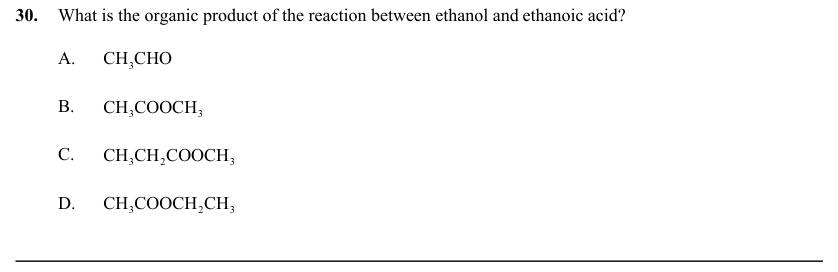 30. What is the organic product of the reaction between ethanol and ethanoic acid?
A. CH₃CHO
B. CH₃COOCH₃
C. CH₃CH₂COOCH₃
D. CH₃COOCH₂CH₃